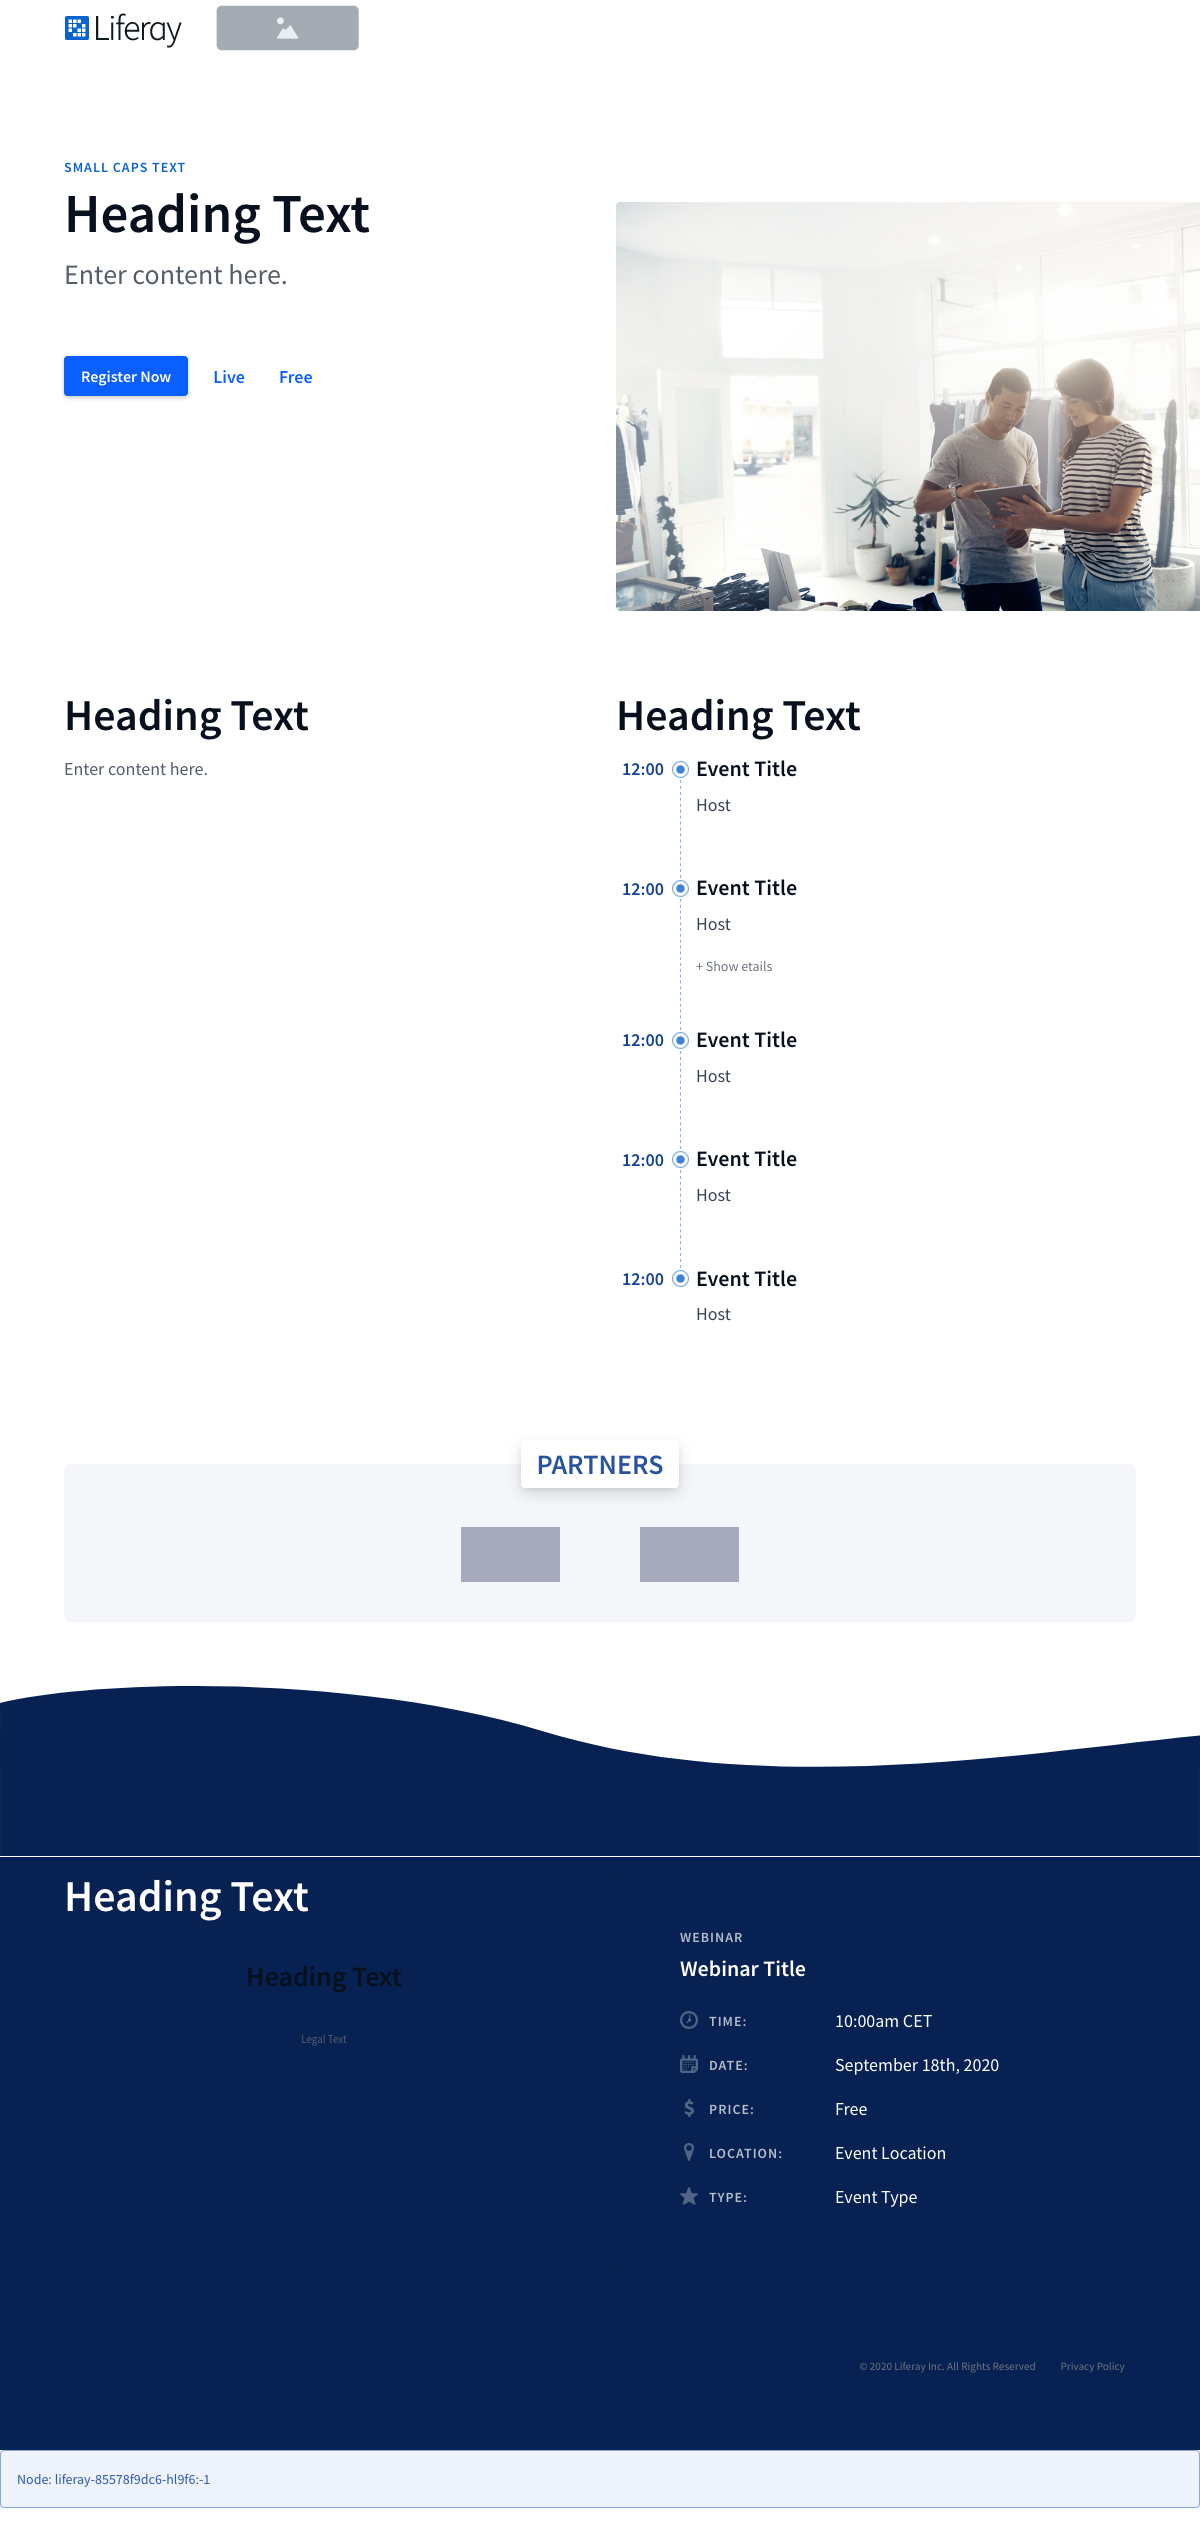 Liferay
SMALL CAPS TEXT
Heading Text
Enter content here.
Register Now Live Free
Heading Text
Enter content here.
Heading Text
12:00 Event Title
Host
12:00 Event Title
Host
+ Show etails
12:00 Event Title
Host
12:00 Event Title
Host
12:00 Event Title
Host
PARTNERS
Heading Text
Heading Text
Legal Text
WEBINAR
Webinar Title
TIME: 10:00am CET
DATE: September 18th, 2020
PRICE: Free
LOCATION: Event Location
TYPE: Event Type
© 2020 Liferay Inc. All Rights Reserved Privacy Policy
Node: liferay-85578f9dc6-hl9f6:-1